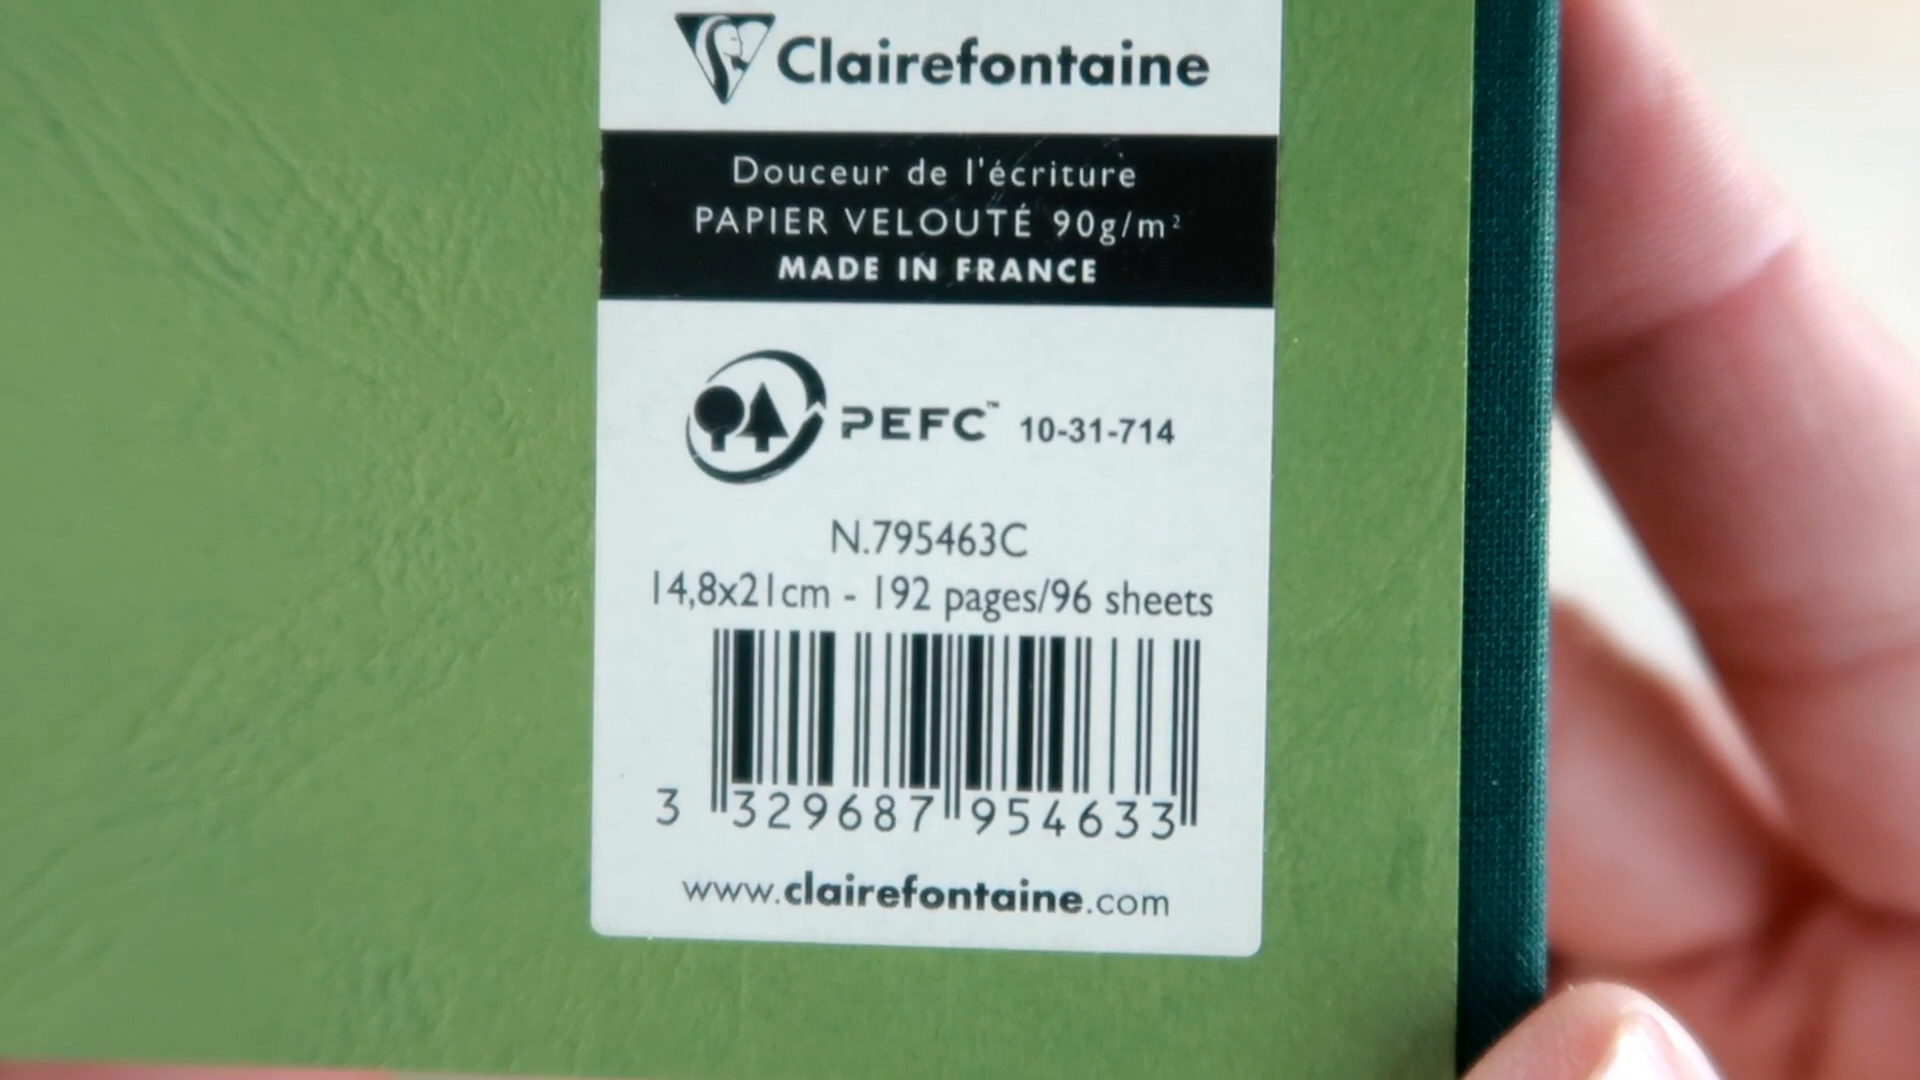 Clairefontaine
Douceur de l'écriture
PAPIER VELOUTÉ 90g/m²
MADE IN FRANCE
PEFC™ 10-31-714
N.795463C
14,8x21cm - 192 pages/96 sheets
3 329687 954633
www.clairefontaine.com